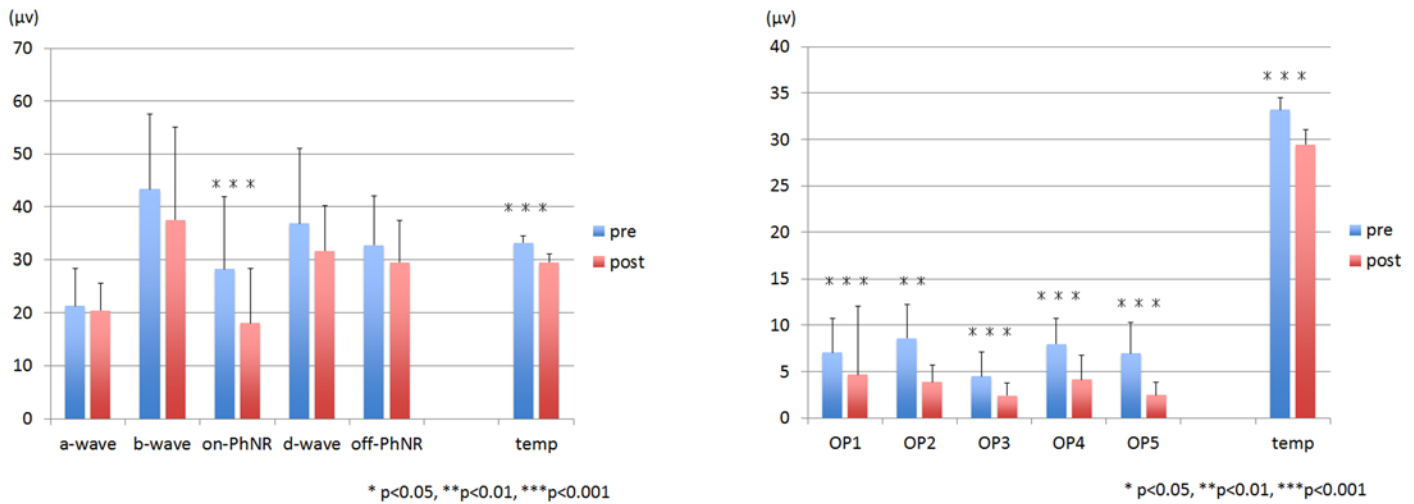 (μv)
70
60
50
40
30
20
10
0
* * *
* * *
a-wave b-wave on-PhNR d-wave off-PhNR temp
pre
post
* p<0.05, **p<0.01, ***p<0.001
(μv)
40
35
30
25
20
15
10
5
0
* * *
* *
* * *
* * *
* * *
* * *
OP1 OP2 OP3 OP4 OP5 temp
pre
post
* p<0.05, **p<0.01, ***p<0.001